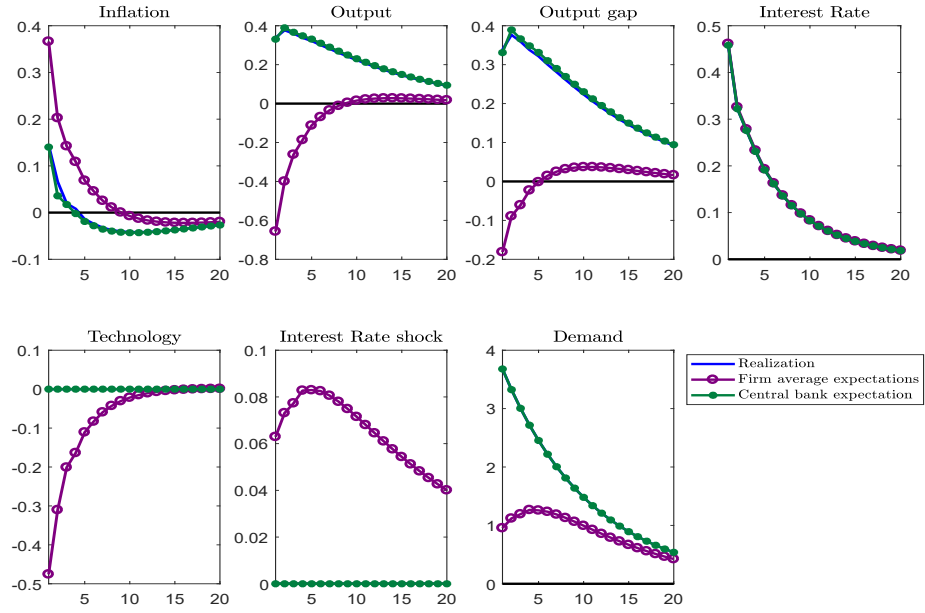 Inflation
Output
Output gap
Interest Rate
0.4
0.3
0.2
0.1
0
-0.1
5 10 15 20
0.4
0.2
0
-0.2
-0.4
-0.6
-0.8
5 10 15 20
0.4
0.3
0.2
0.1
0
-0.1
-0.2
5 10 15 20
0.5
0.4
0.3
0.2
0.1
0
5 10 15 20
Technology
Interest Rate shock
Demand
0.1
0
-0.1
-0.2
-0.3
-0.4
-0.5
5 10 15 20
0.1
0.08
0.06
0.04
0.02
0
5 10 15 20
4
3
2
1
0
5 10 15 20
Realization
Firm average expectations
Central bank expectation